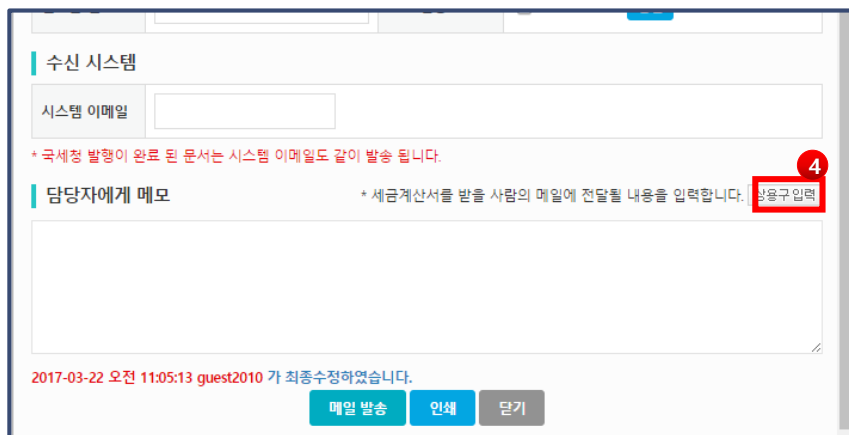 수신 시스템
시스템 이메일
* 국세청 발행이 완료 된 문서는 시스템 이메일도 같이 발송 됩니다.
4
담당자에게 메모 * 세금계산서를 받을 사람의 메일에 전달될 내용을 입력합니다. 상용구입력
2017-03-22 오전 11:05:13 guest2010 가 최종수정하였습니다.
메일 발송 인쇄 닫기